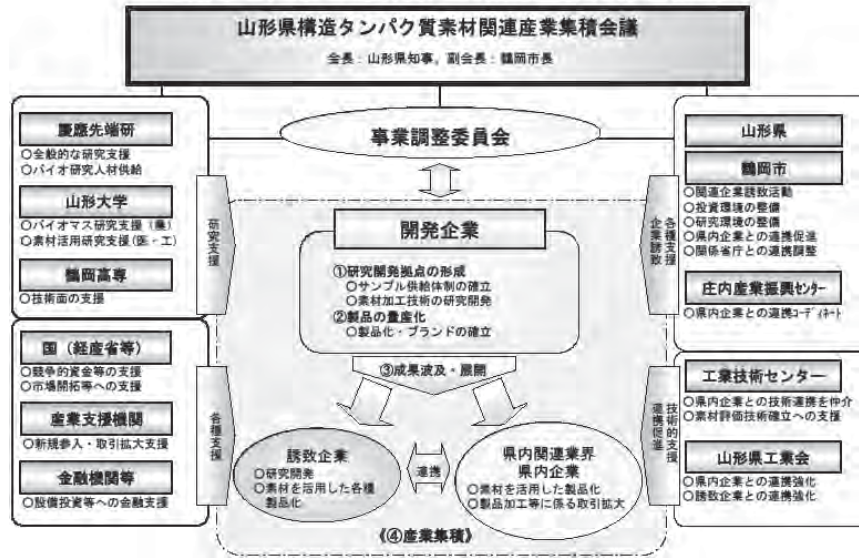 山形県構造タンパク質素材関連産業集積会議
会長：山形県知事，副会長：鶴岡市長
事業調整委員会
慶應先端研
○全般的な研究支援
○バイオ研究人材供給
山形大学
○バイオマス研究支援（農）
○素材活用研究支援(医・工)
鶴岡高専
○技術面の支援
研究支援
国（経産省等）
○競争的資金等の支援
○市場開拓等への支援
産業支援機関
○新規参入・取引拡大支援
金融機関等
○設備投資等への金融支援
各種支援
開発企業
①研究開発拠点の形成
○サンプル供給体制の確立
○素材加工技術の研究開発
②製品の量産化
○製品化・ブランドの確立
③成果波及・展開
誘致企業
○研究開発
○素材を活用した各種
製品化
連携
県内関連業界
県内企業
○素材を活用した製品化
○製品加工等に係る取引拡大
《④産業集積》
各種支援
企業誘致
山形県
鶴岡市
○関連企業誘致活動
○投資環境の整備
○研究環境の整備
○県内企業との連携促進
○関係省庁との連携調整
庄内産業振興ｾﾝﾀｰ
○県内企業との連携ｺｰﾃﾞｨﾈｰﾄ
技術的支援
連携促進
工業技術センター
○県内企業との技術連携を仲介
○素材評価技術確立への支援
山形県工業会
○県内企業との連携強化
○誘致企業との連携強化